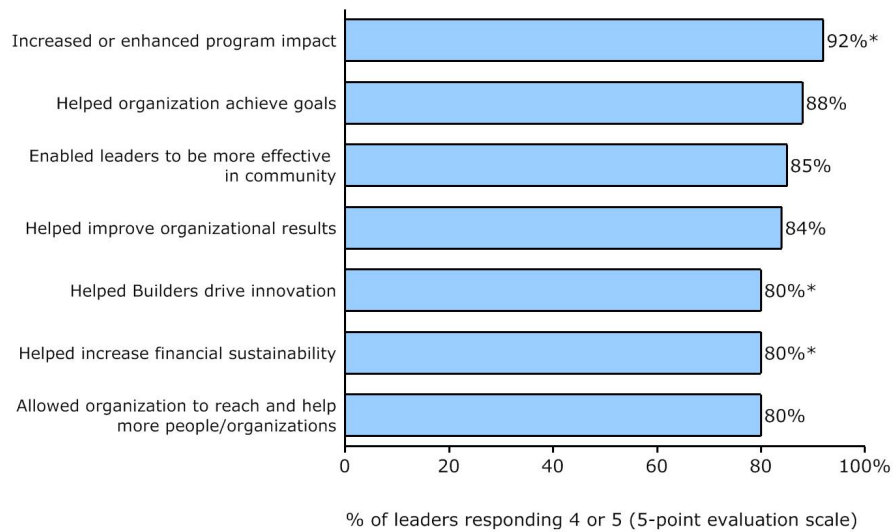 Increased or enhanced program impact 92%*
Helped organization achieve goals 88%
Enabled leaders to be more effective
in community 85%
Helped improve organizational results 84%
Helped Builders drive innovation 80%*
Helped increase financial sustainability 80%*
Allowed organization to reach and help
more people/organizations 80%
0 20 40 60 80 100%
% of leaders responding 4 or 5 (5-point evaluation scale)